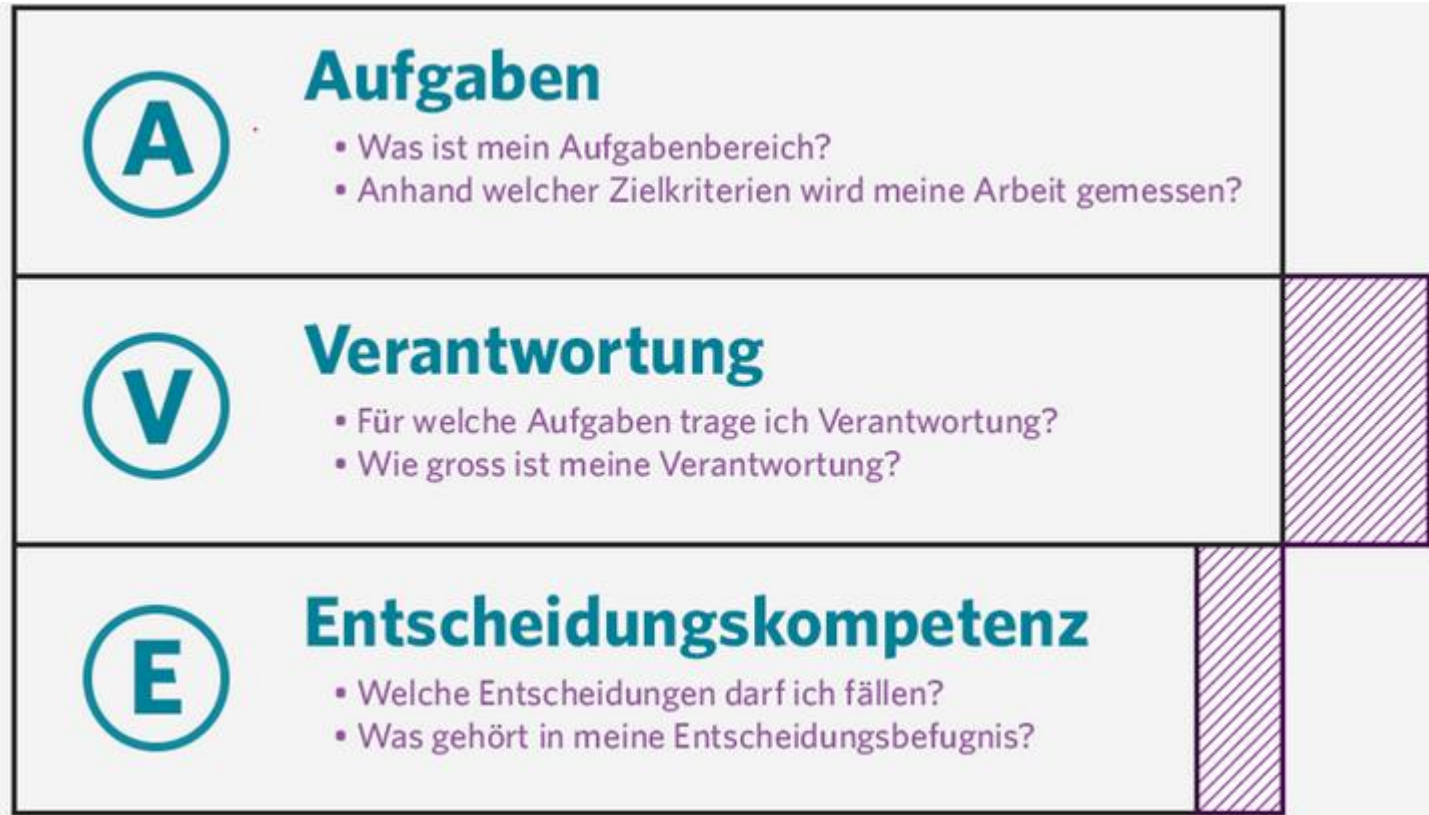 A
Aufgaben
• Was ist mein Aufgabenbereich?
• Anhand welcher Zielkriterien wird meine Arbeit gemessen?
V
Verantwortung
• Für welche Aufgaben trage ich Verantwortung?
• Wie gross ist meine Verantwortung?
E
Entscheidungskompetenz
• Welche Entscheidungen darf ich fällen?
• Was gehört in meine Entscheidungsbefugnis?